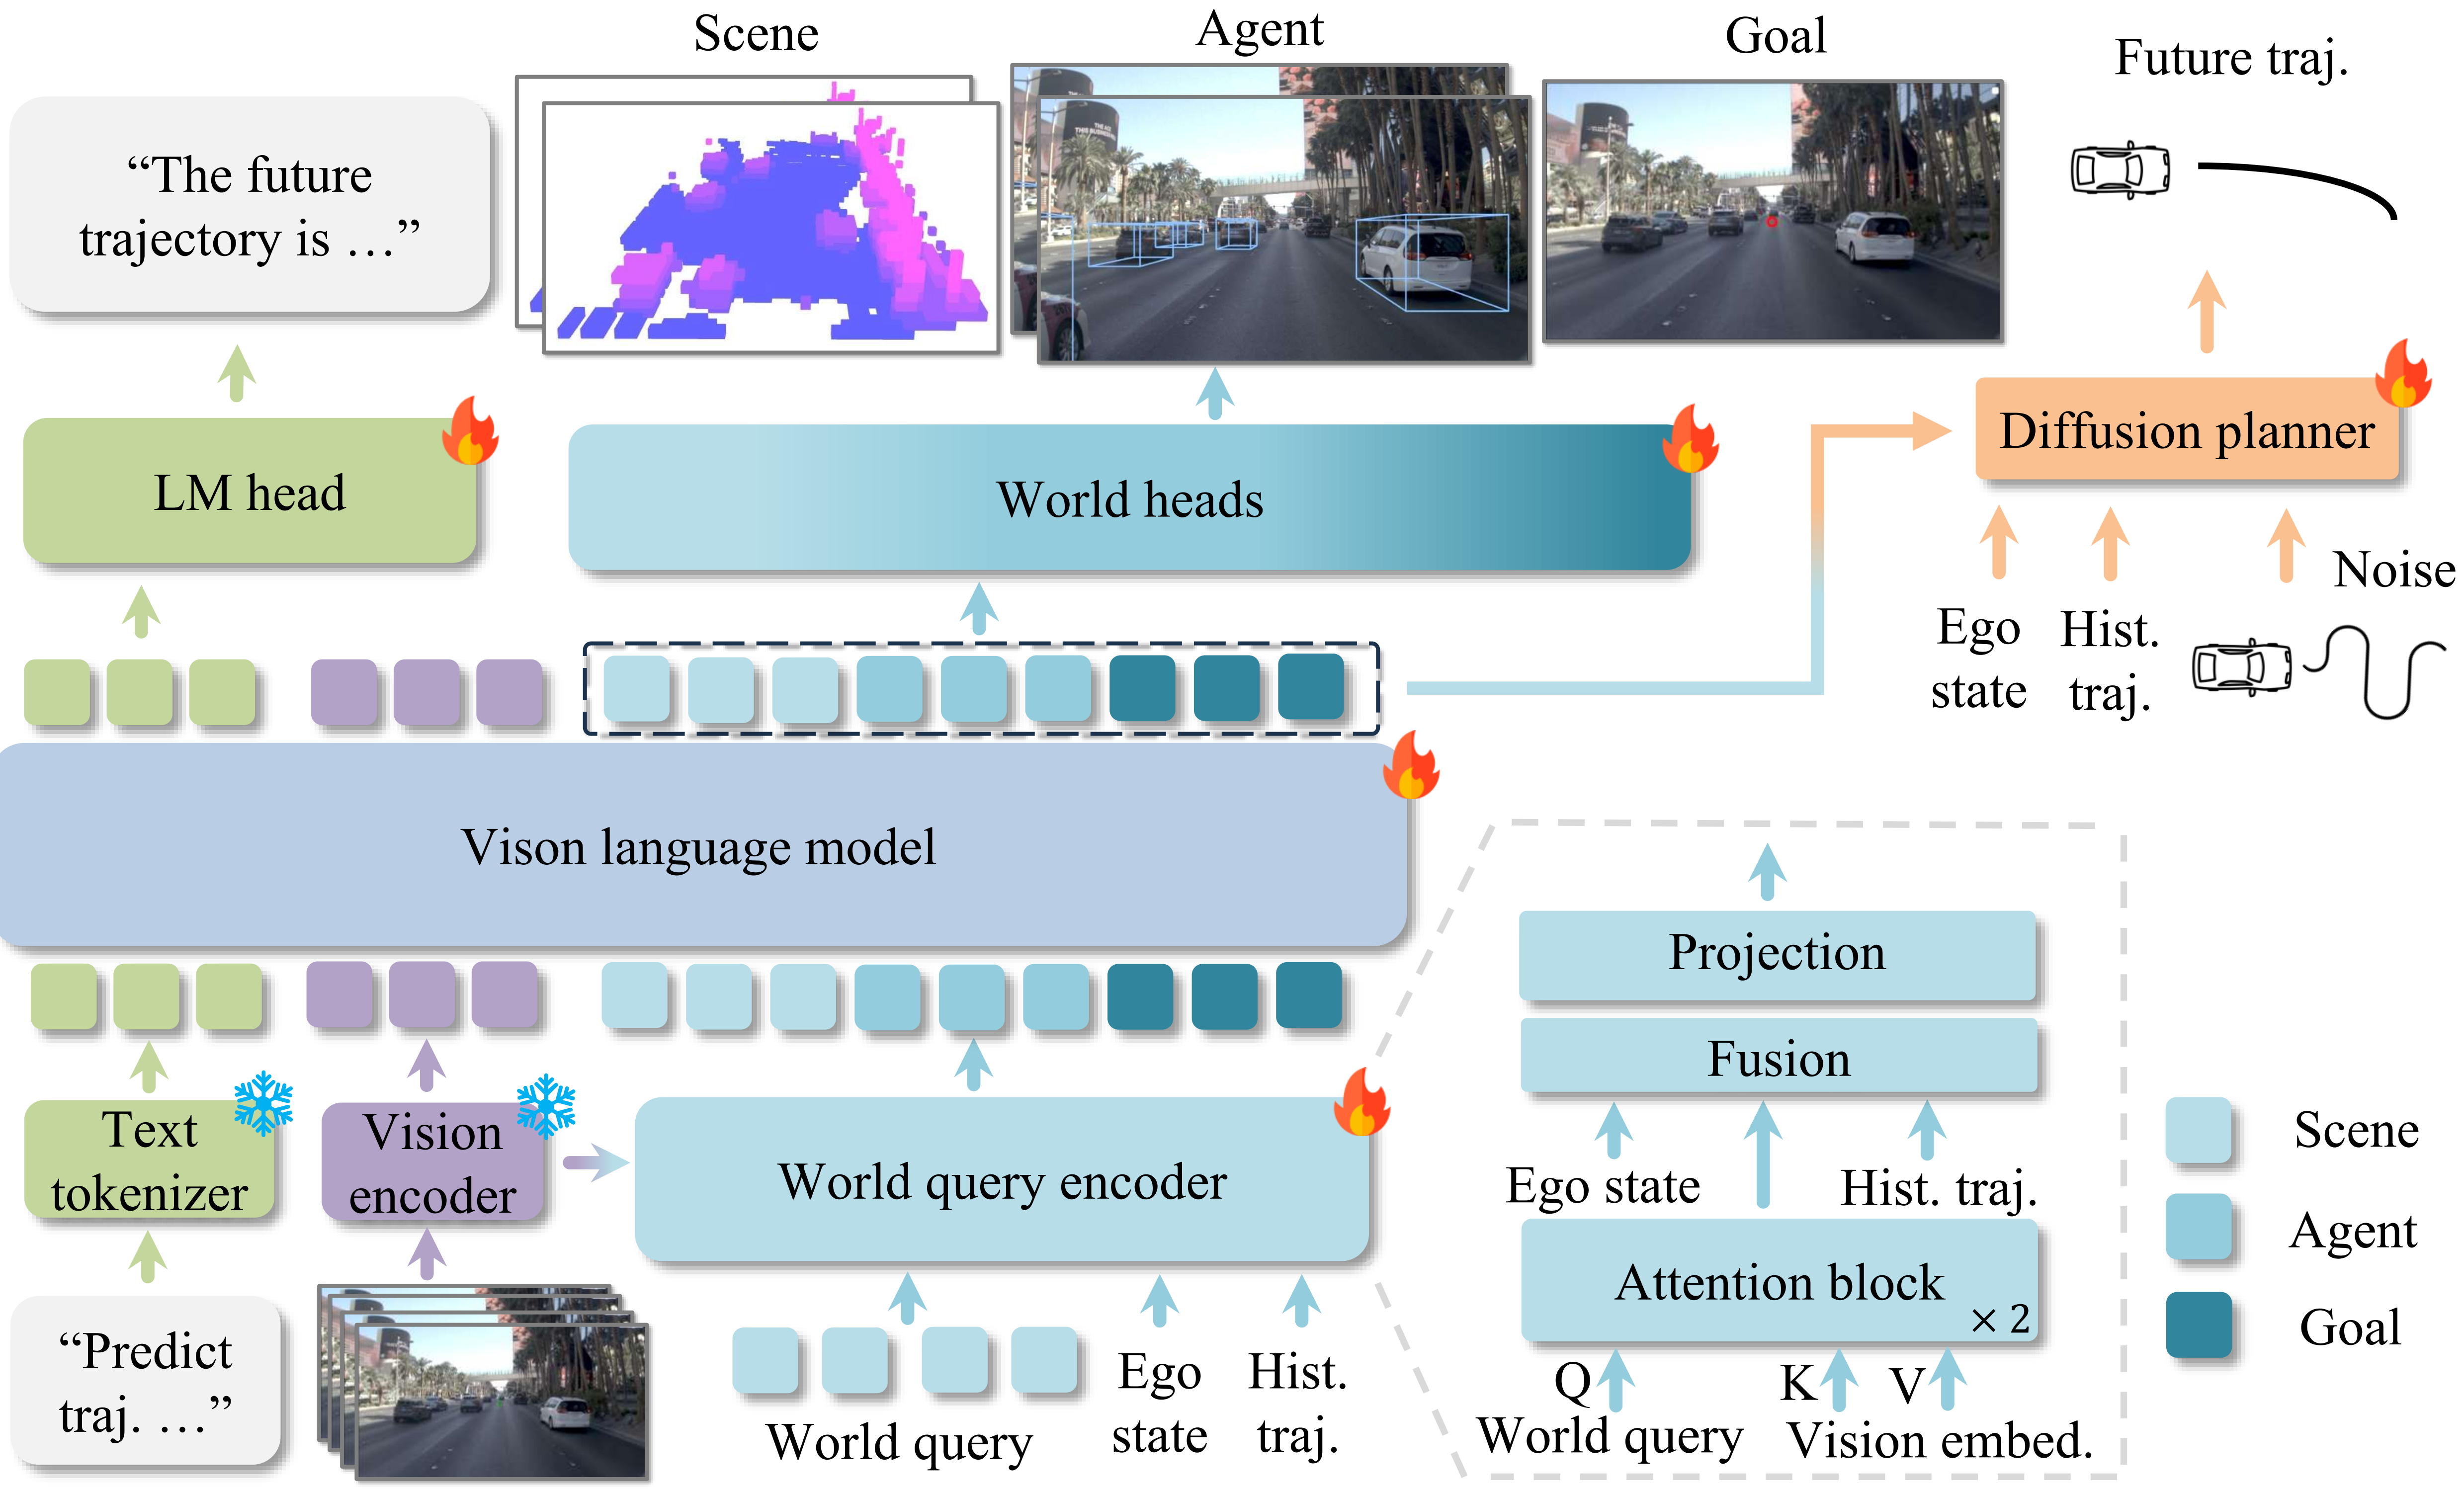 Scene
Agent
Goal
Future traj.
“The future
trajectory is …”
LM head
World heads
Diffusion planner
Ego
state
Hist.
traj.
Noise
Vison language model
Text
tokenizer
Vision
encoder
World query encoder
“Predict
traj. …”
World query
Ego
state
Hist.
traj.
Projection
Fusion
Ego state
Hist. traj.
Attention block
× 2
Q
K
V
World query
Vision embed.
Scene
Agent
Goal